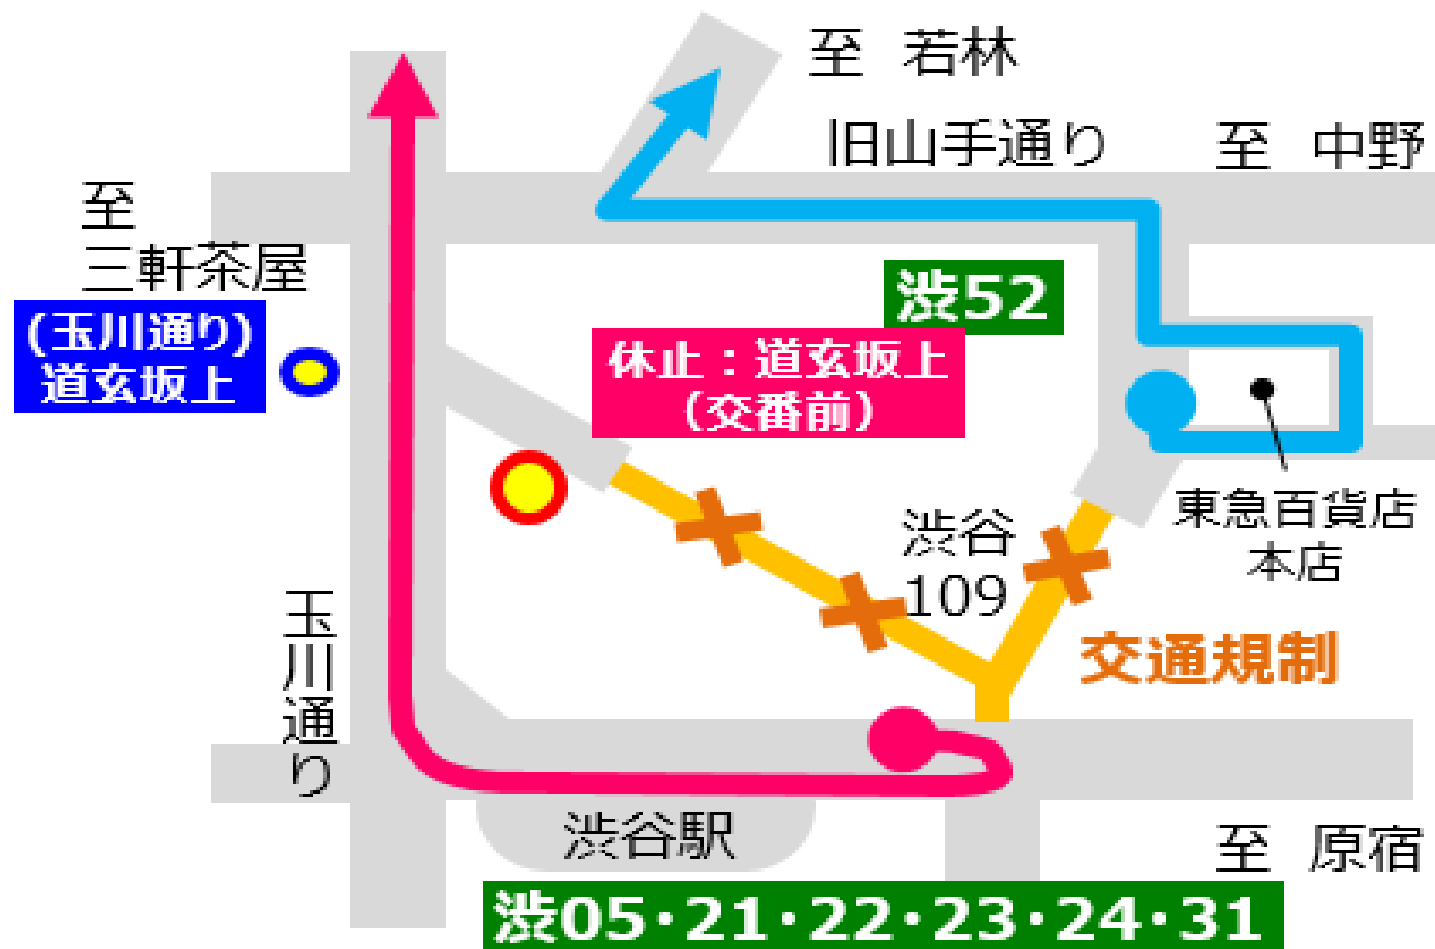 至 若林
旧山手通り
至 中野
至
三軒茶屋
渋52
(玉川通り)
道玄坂上
休止：道玄坂上
（交番前）
東急百貨店
本店
渋谷
109
玉川通り
交通規制
渋谷駅
至 原宿
渋05・21・22・23・24・31